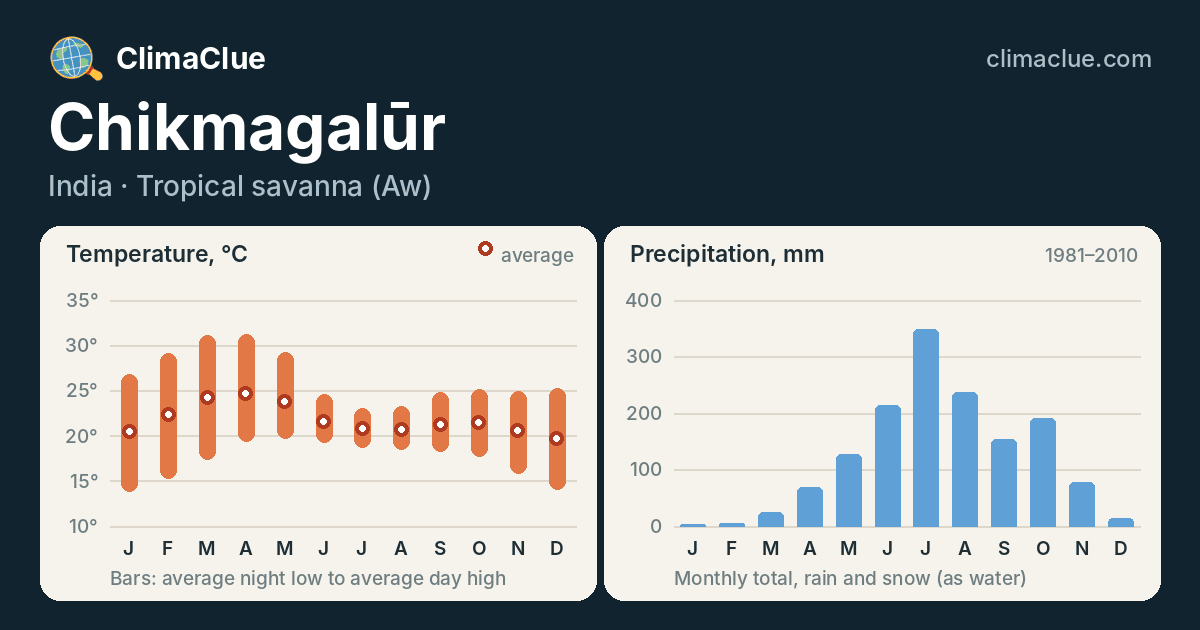 ClimaClue
climaclue.com
Chikmagalūr
India · Tropical savanna (Aw)
Temperature, °C
average
35°
30°
25°
20°
15°
10°
J F M A M J J A S O N D
Bars: average night low to average day high
Precipitation, mm
1981–2010
400
300
200
100
0
J F M A M J J A S O N D
Monthly total, rain and snow (as water)